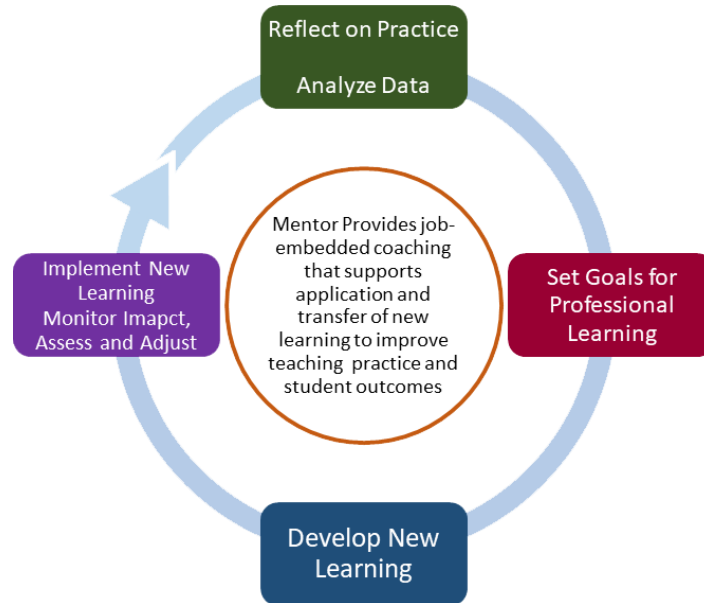 Reflect on Practice
Analyze Data
Mentor Provides job-
embedded coaching
that supports
application and
transfer of new
learning to improve
teaching practice and
student outcomes
Implement New
Learning
Monitor Imapct,
Assess and Adjust
Set Goals for
Professional
Learning
Develop New
Learning